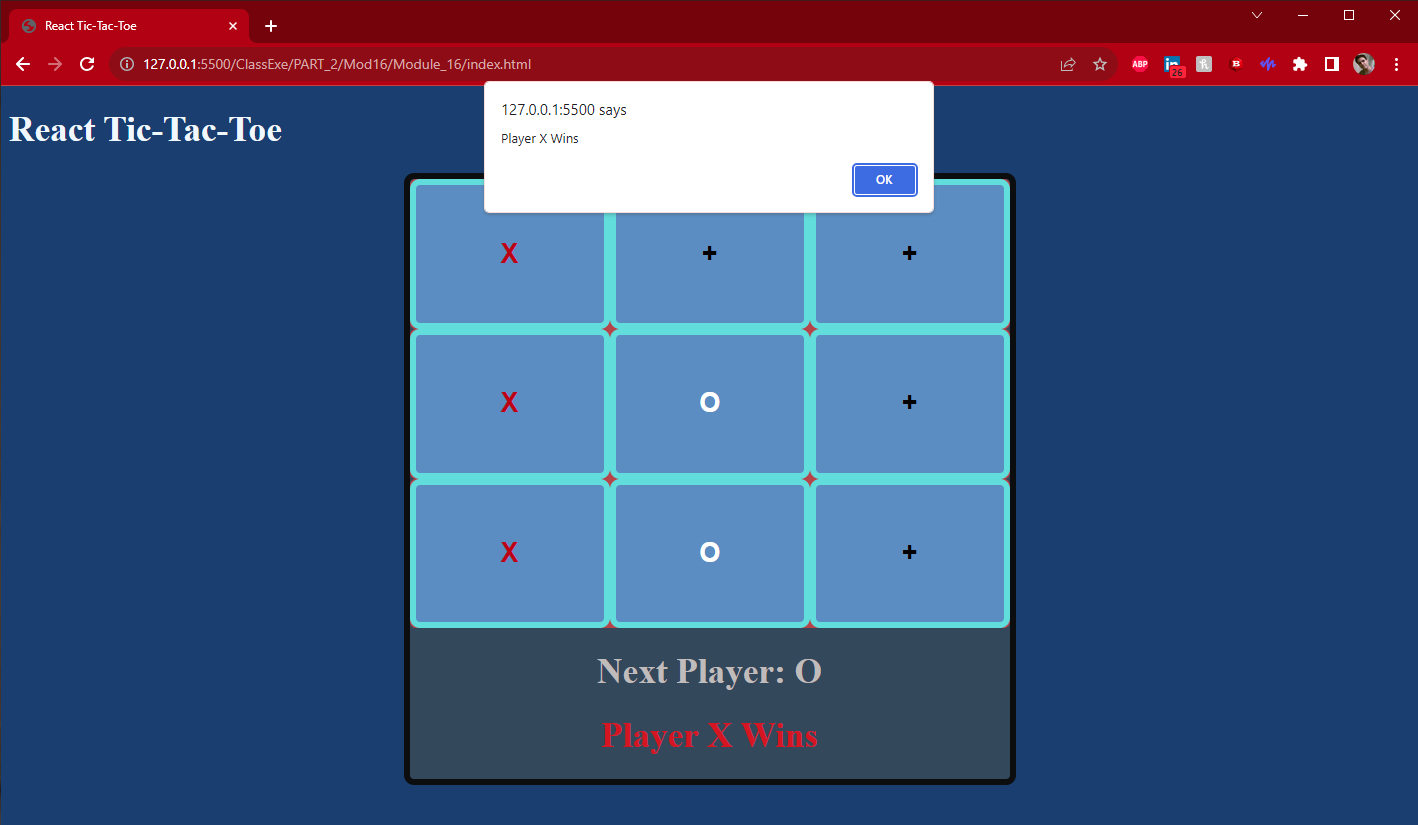 React Tic-Tac-Toe
127.0.0.1:5500/ClassExe/PART_2/Mod16/Module_16/index.html
ABP
in
26
B
127.0.0.1:5500 says
Player X Wins
OK
React Tic-Tac-Toe
X + +
X O +
X O +
Next Player: O
Player X Wins